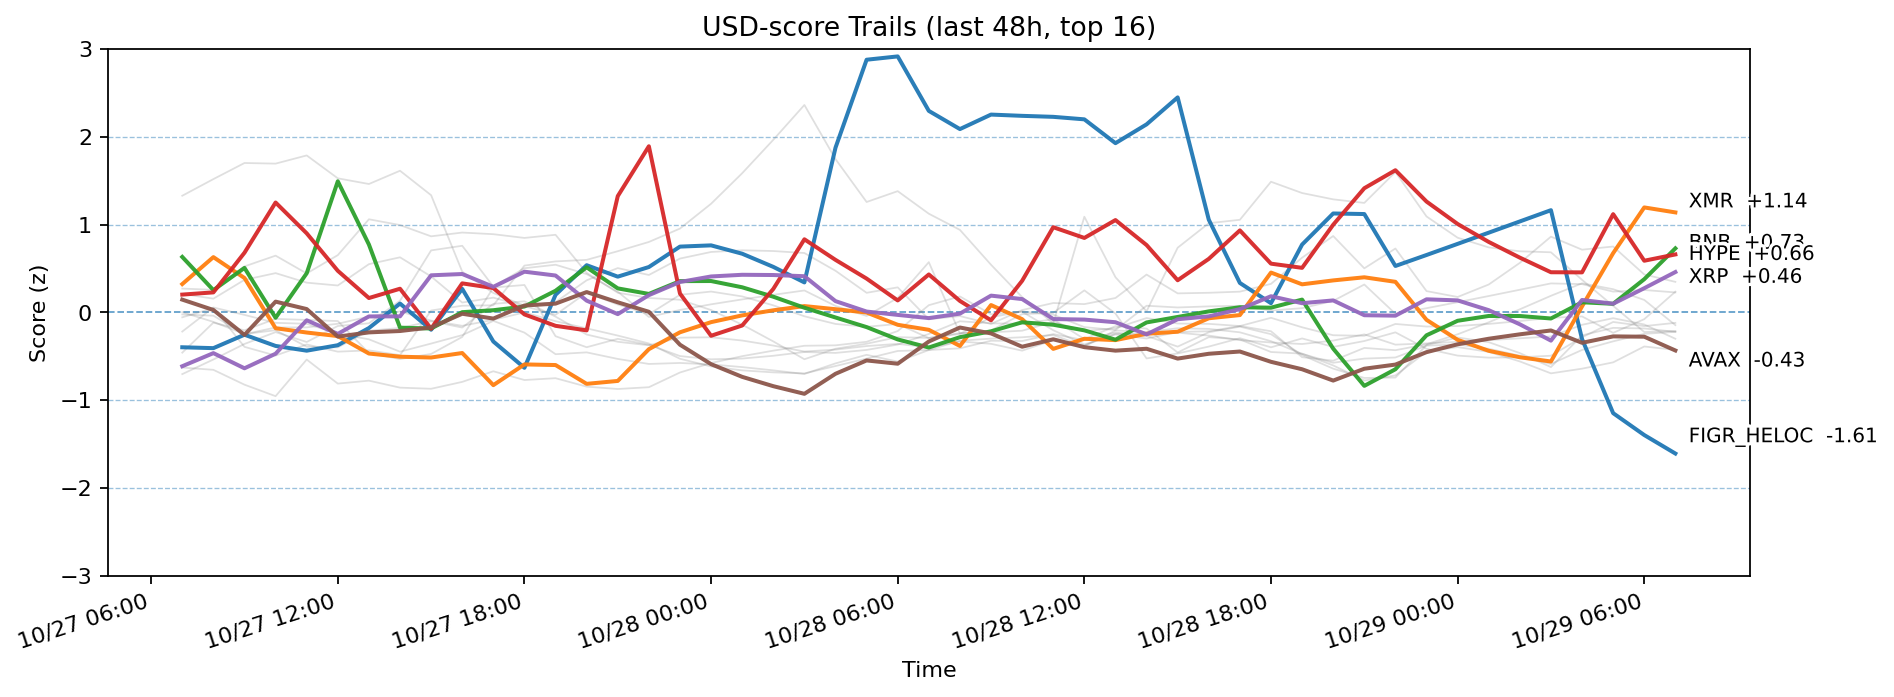 USD-score Trails (last 48h, top 16)
Score (z)
3
2
1
0
−1
−2
−3
XMR +1.14
BNB +0.73
HYPE +0.66
XRP +0.46
AVAX -0.43
FIGR_HELOC -1.61
10/27 06:00
10/27 12:00
10/27 18:00
10/28 00:00
10/28 06:00
10/28 12:00
10/28 18:00
10/29 00:00
10/29 06:00
Time